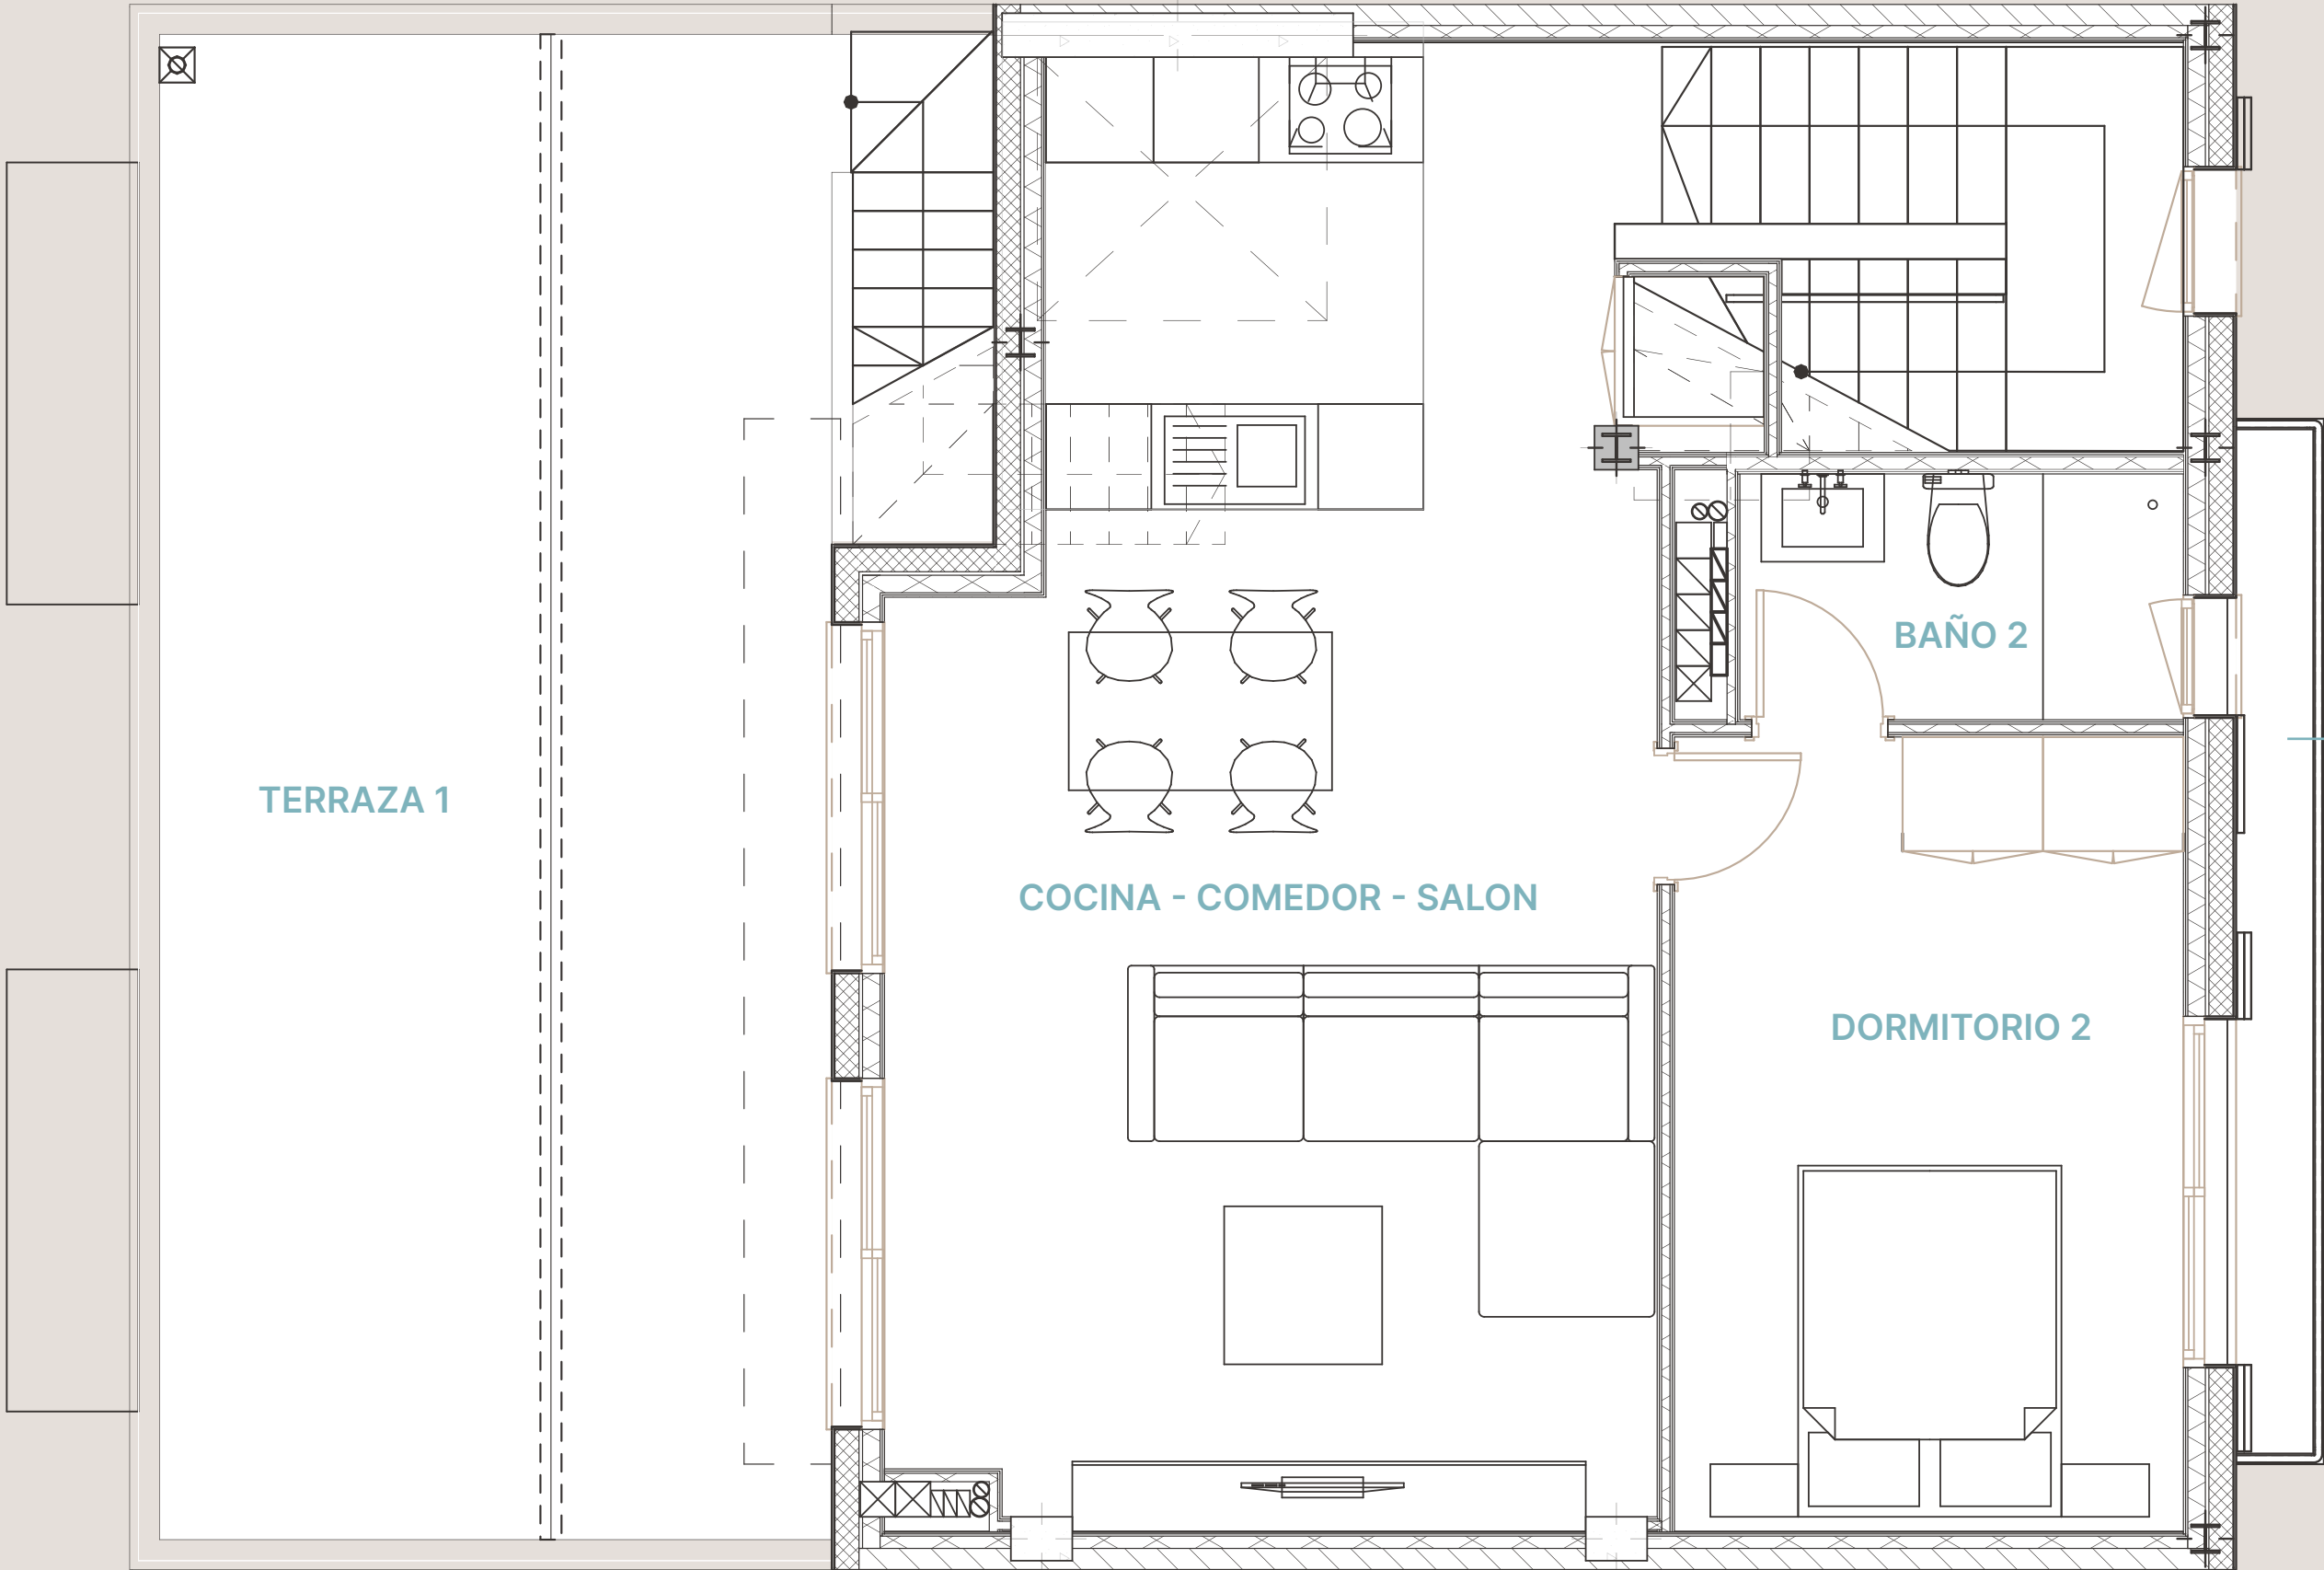 BAÑO 2
TERRAZA 1
COCINA - COMEDOR - SALON
DORMITORIO 2